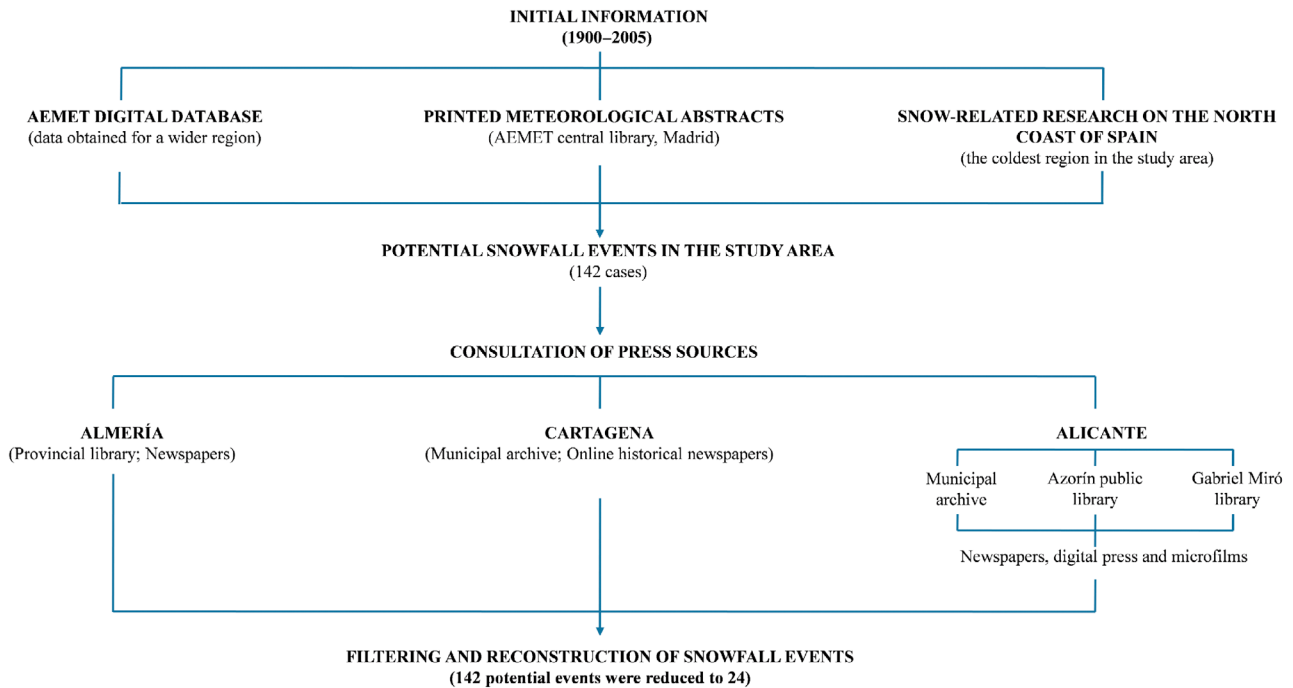 INITIAL INFORMATION
(1900–2005)
AEMET DIGITAL DATABASE
(data obtained for a wider region)
PRINTED METEOROLOGICAL ABSTRACTS
(AEMET central library, Madrid)
SNOW-RELATED RESEARCH ON THE NORTH
COAST OF SPAIN
(the coldest region in the study area)
POTENTIAL SNOWFALL EVENTS IN THE STUDY AREA
(142 cases)
CONSULTATION OF PRESS SOURCES
ALMERÍA
(Provincial library; Newspapers)
CARTAGENA
(Municipal archive; Online historical newspapers)
ALICANTE
Municipal
archive
Azorín public
library
Gabriel Miró
library
Newspapers, digital press and microfilms
FILTERING AND RECONSTRUCTION OF SNOWFALL EVENTS
(142 potential events were reduced to 24)